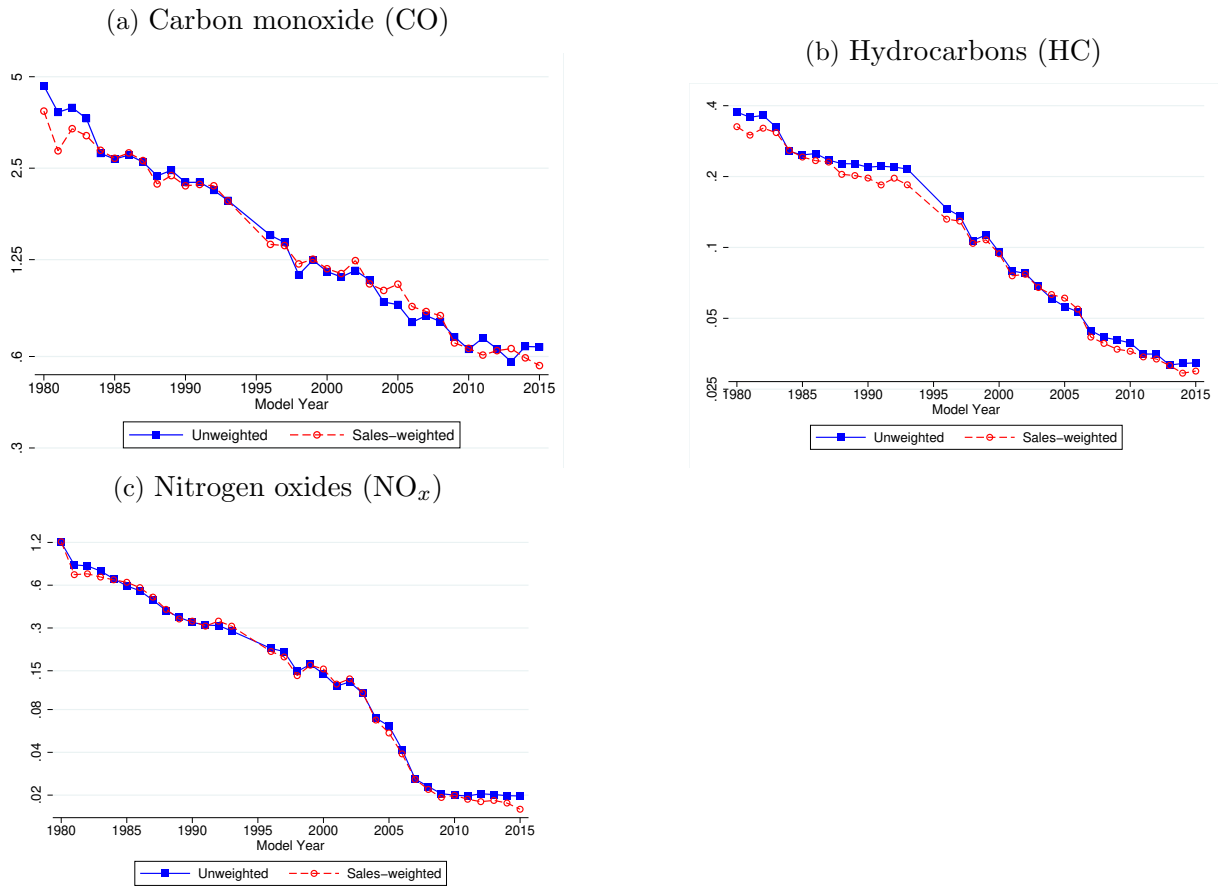 (a) Carbon monoxide (CO)
5
2.5
1.25
.6
.3
1980 1985 1990 1995 2000 2005 2010 2015
Model Year
Unweighted Sales-weighted
(b) Hydrocarbons (HC)
.4
.2
.1
.05
.025
1980 1985 1990 1995 2000 2005 2010 2015
Model Year
Unweighted Sales-weighted
(c) Nitrogen oxides (NOx)
1.2
.6
.3
.15
.08
.04
.02
1980 1985 1990 1995 2000 2005 2010 2015
Model Year
Unweighted Sales-weighted